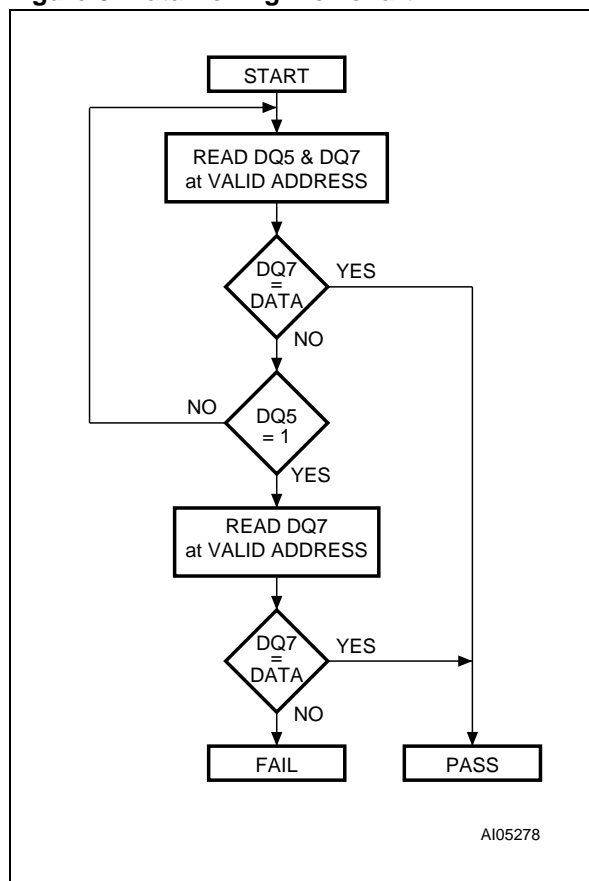 START
READ DQ5 & DQ7
at VALID ADDRESS
DQ7
=
DATA
YES
NO
NO
DQ5
= 1
YES
READ DQ7
at VALID ADDRESS
DQ7
=
DATA
YES
NO
FAIL
PASS
AI05278